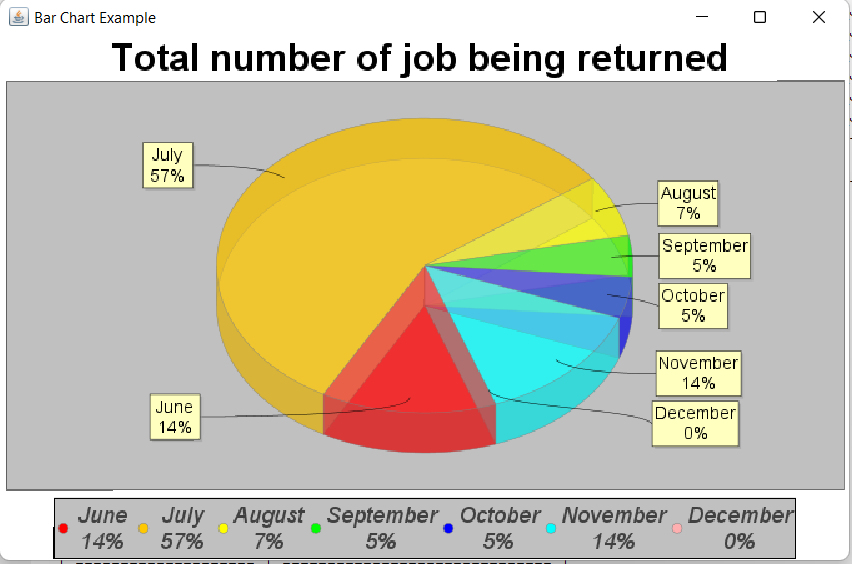 Bar Chart Example
Total number of job being returned
July
57%
August
7%
September
5%
October
5%
November
14%
June
14%
December
0%
June July August September October November December
14% 57% 7% 5% 5% 14% 0%